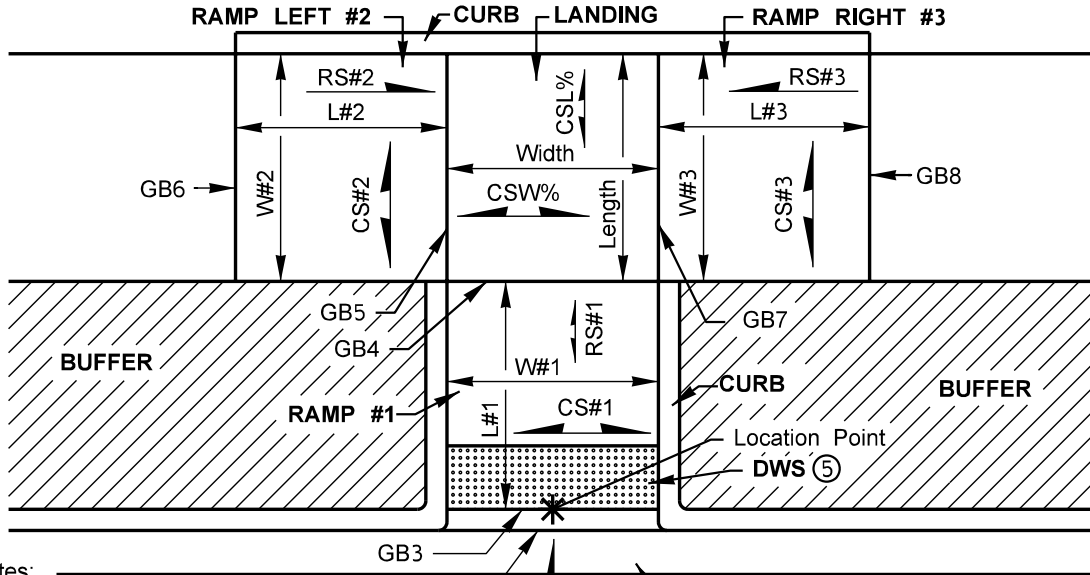 RAMP LEFT #2
CURB
LANDING
RAMP RIGHT #3
RS#2
CSL%
RS#3
L#2
L#3
Width
GB6
W#2
CS#2
CSW%
Length
W#3
CS#3
GB8
GB5
GB7
GB4
RS#1
BUFFER
W#1
CURB
BUFFER
RAMP #1
L#1
CS#1
Location Point
DWS 5
GB3
tes: